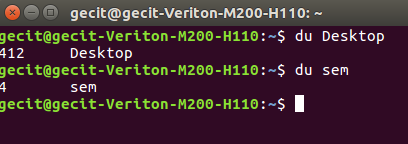 gecit@gecit-Veriton-M200-H110: ~
gecit@gecit-Veriton-M200-H110:~$ du Desktop
412 Desktop
gecit@gecit-Veriton-M200-H110:~$ du sem
4 sem
gecit@gecit-Veriton-M200-H110:~$